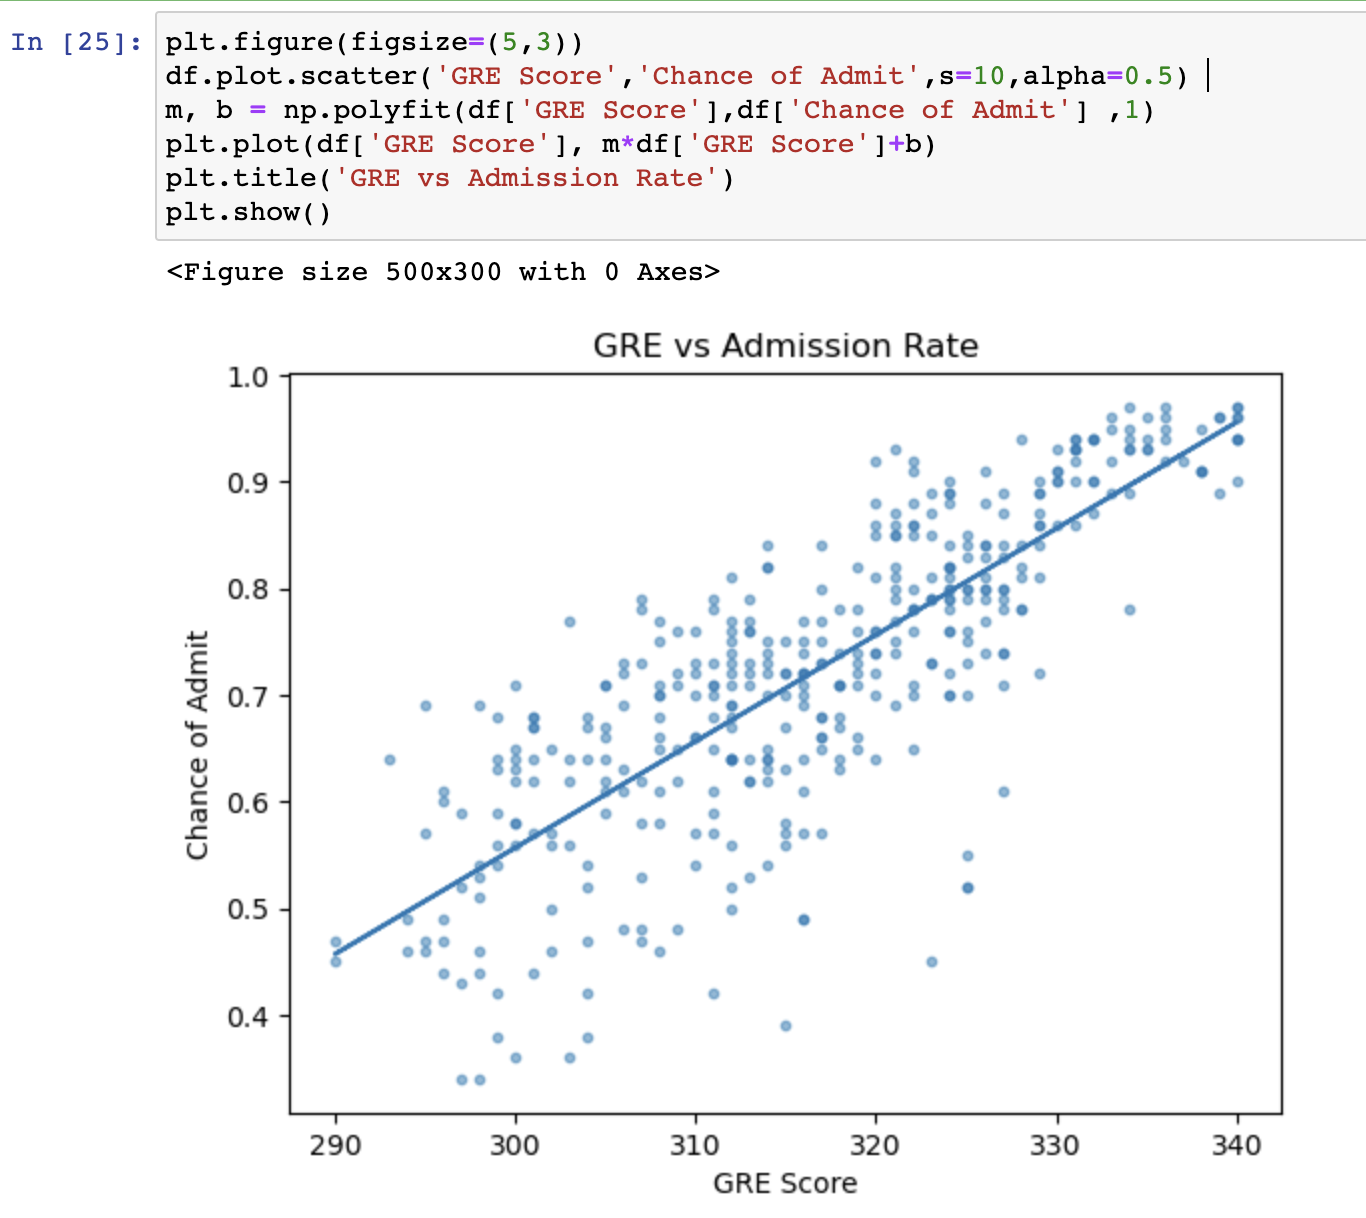 In [25]: plt.figure(figsize=(5,3))
df.plot.scatter('GRE Score','Chance of Admit',s=10,alpha=0.5)
m, b = np.polyfit(df['GRE Score'],df['Chance of Admit'] ,1)
plt.plot(df['GRE Score'], m*df['GRE Score']+b)
plt.title('GRE vs Admission Rate')
plt.show()
<Figure size 500x300 with 0 Axes>
GRE vs Admission Rate
Chance of Admit
1.0
0.9
0.8
0.7
0.6
0.5
0.4
290 300 310 320 330 340
GRE Score